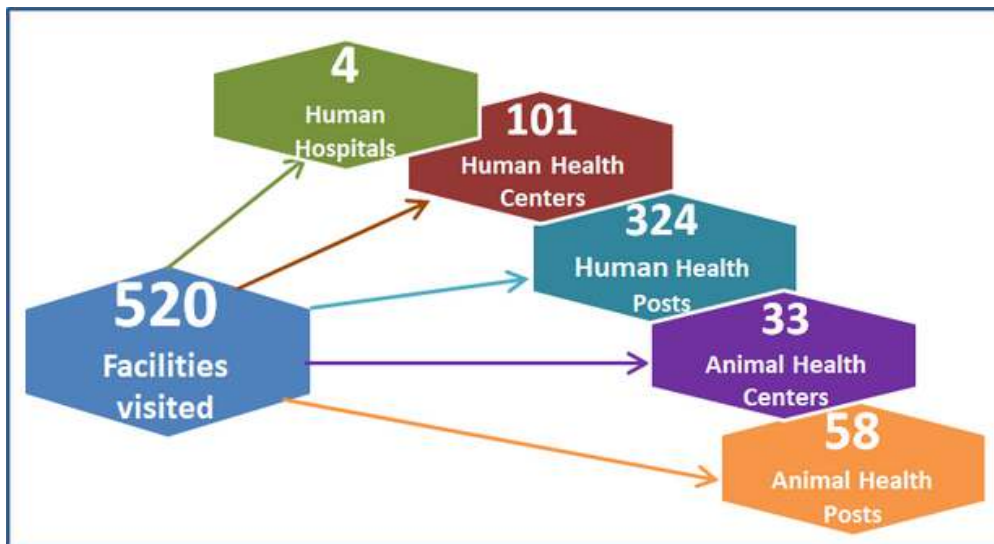 4
Human
Hospitals
101
Human Health
Centers
324
Human Health
Posts
520
Facilities
visited
33
Animal Health
Centers
58
Animal Health
Posts